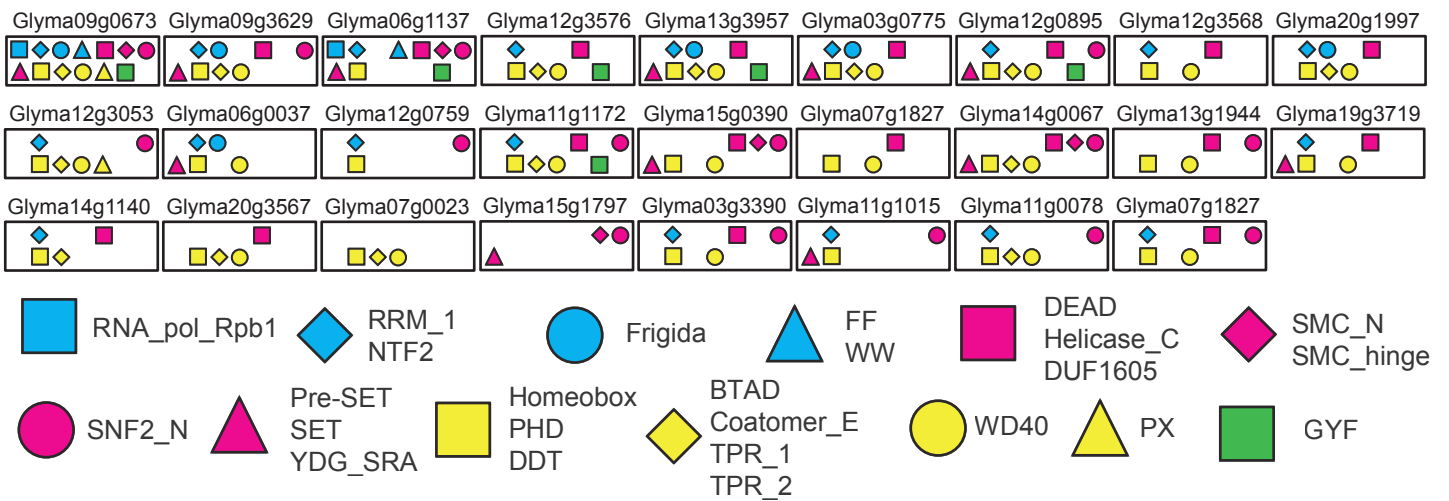 Glyma09g0673 Glyma09g3629 Glyma06g1137 Glyma12g3576 Glyma13g3957 Glyma03g0775 Glyma12g0895 Glyma12g3568 Glyma20g1997
Glyma12g3053 Glyma06g0037 Glyma12g0759 Glyma11g1172 Glyma15g0390 Glyma07g1827 Glyma14g0067 Glyma13g1944 Glyma19g3719
Glyma14g1140 Glyma20g3567 Glyma07g0023 Glyma15g1797 Glyma03g3390 Glyma11g1015 Glyma11g0078 Glyma07g1827
RNA_pol_Rpb1
RRM_1
NTF2
Frigida
FF
WW
DEAD
Helicase_C
DUF1605
SMC_N
SMC_hinge
SNF2_N
Pre-SET
SET
YDG_SRA
Homeobox
PHD
DDT
BTAD
Coatomer_E
TPR_1
TPR_2
WD40
PX
GYF